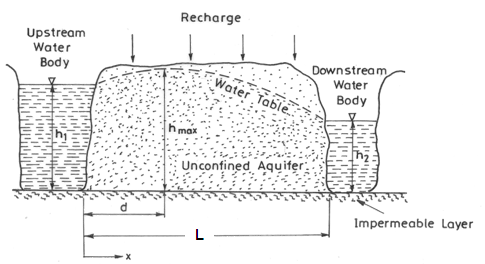 Recharge
Upstream
Water
Body
Downstream
Water
Body
Water Table
h1
hmax
h2
Unconfined Aquifer
d
L
Impermeable Layer
x